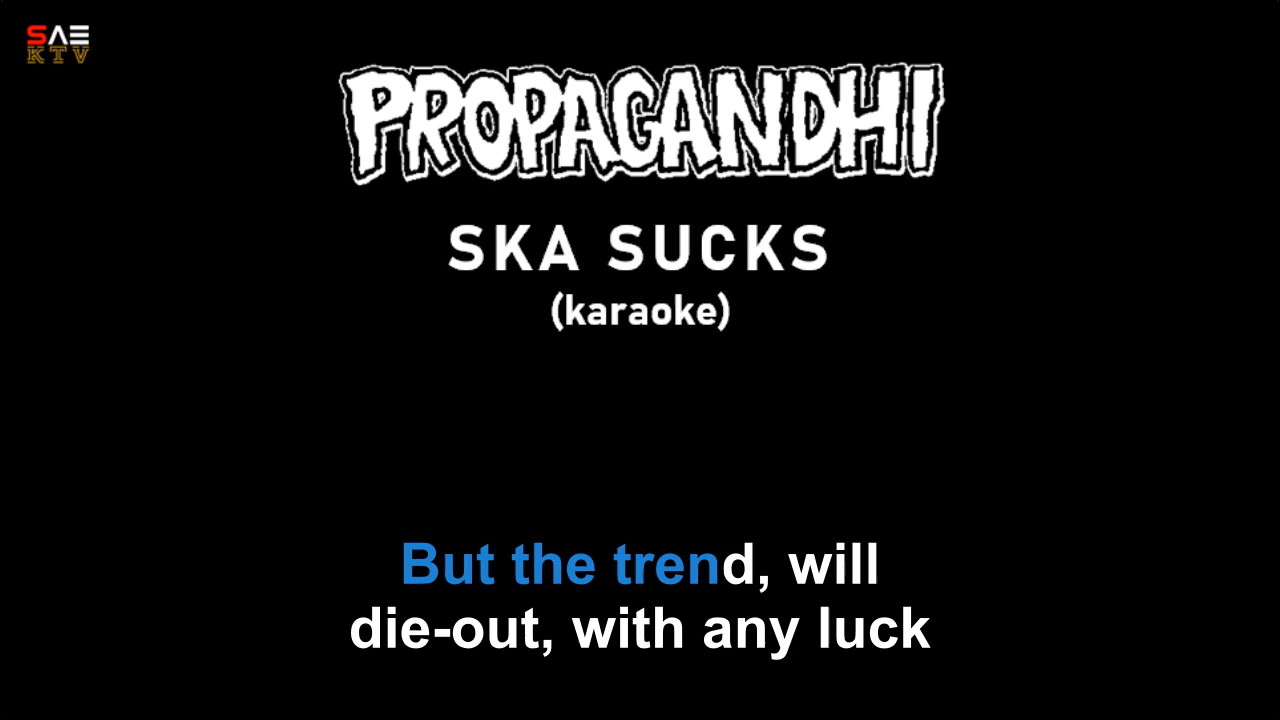 SAE
KTV
PROPAGANDHI
SKA SUCKS
(karaoke)
But the trend, will
die-out, with any luck